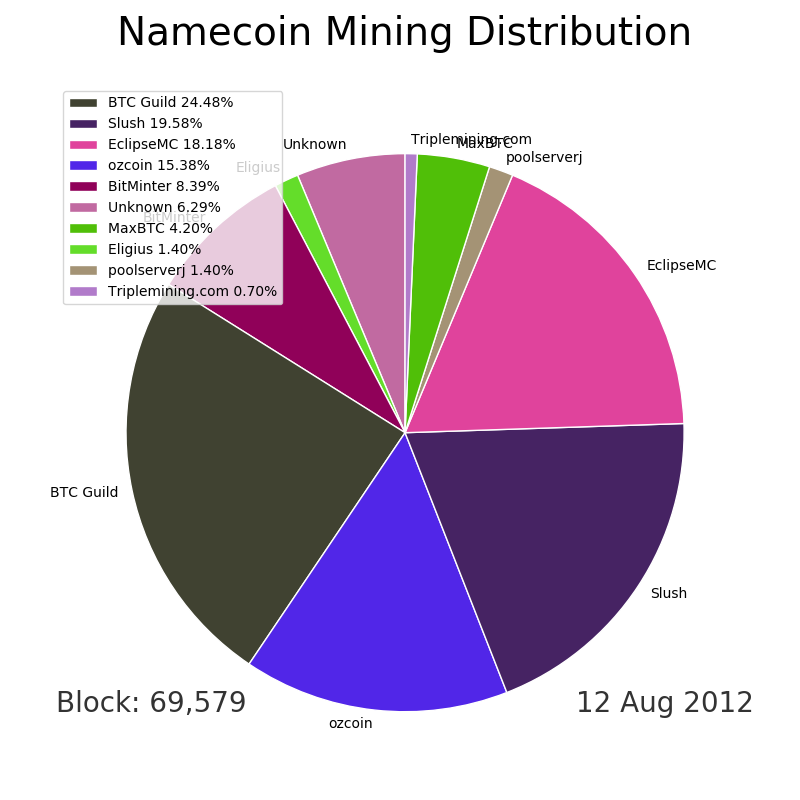 Namecoin Mining Distribution
BTC Guild 24.48%
Slush 19.58%
EclipseMC 18.18%
ozcoin 15.38%
BitMinter 8.39%
Unknown 6.29%
MaxBTC 4.20%
Eligius 1.40%
poolserverj 1.40%
Triplemining.com 0.70%
Triplemining.com
MaxBTC
Unknown
poolserverj
Eligius
BitMinter
EclipseMC
BTC Guild
Slush
ozcoin
Block: 69,579
12 Aug 2012